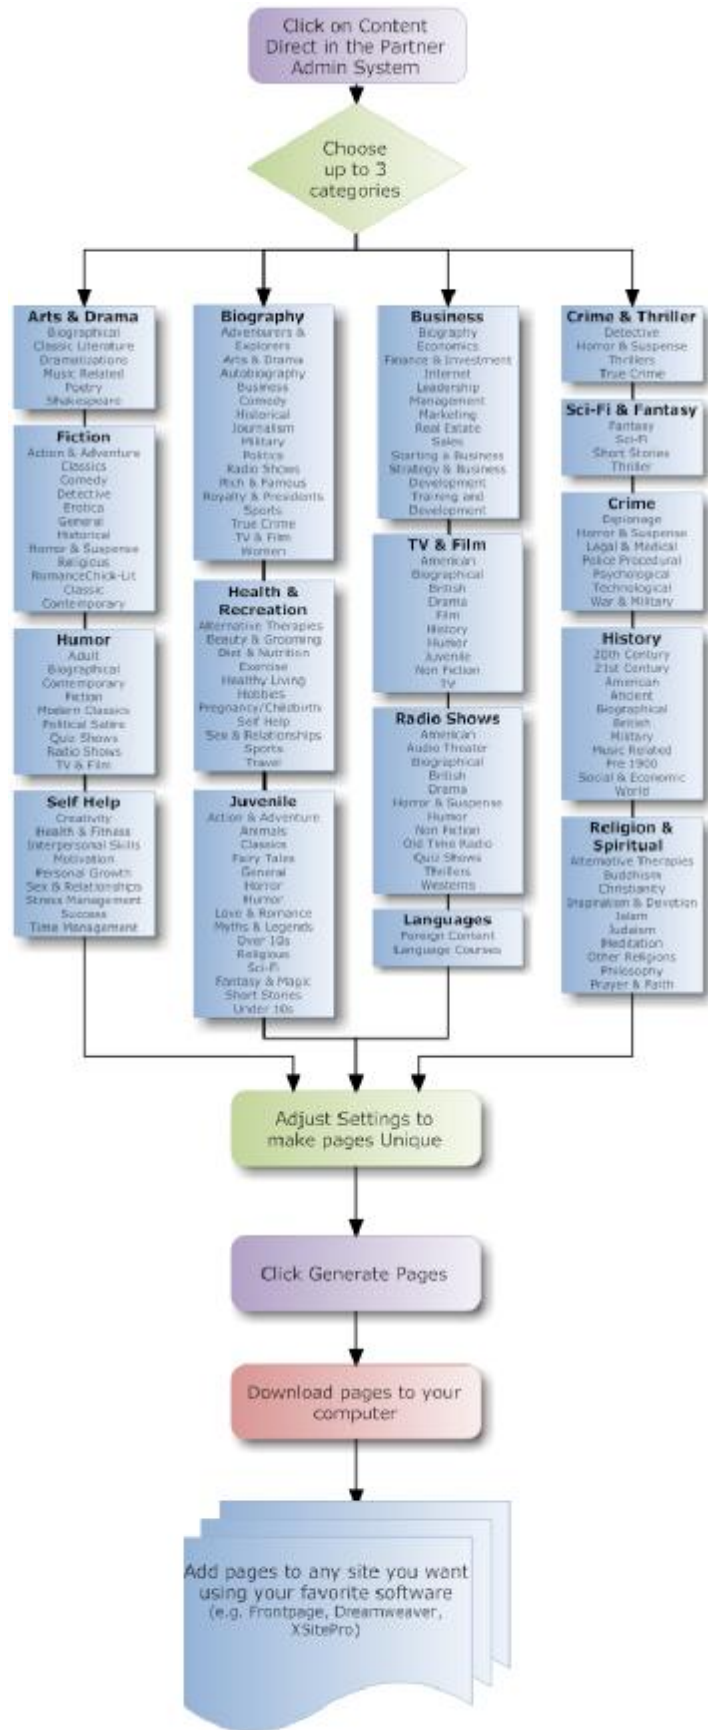 Click on Content
Direct in the Partner
Admin System
Choose
up to 3
categories
Arts & Drama
Biographical
Classic Literature
Dramatizations
Music Related
Poetry
Shakespeare
Fiction
Action & Adventure
Classics
Comedy
Detective
Erotica
General
Historical
Horror & Suspense
Religious
RomanceChick-Lit
Classic
Contemporary
Humor
Adult
Biographical
Contemporary
Fiction
Modern Classics
Political Satire
Quiz Shows
Radio Shows
TV & Film
Self Help
Creativity
Health & Fitness
Interpersonal Skills
Motivation
Personal Growth
Sex & Relationships
Stress Management
Success
Time Management
Biography
Adventurers &
Explorers
Arts & Drama
Autobiography
Business
Comedy
Historical
Journalism
Military
Politics
Radio Shows
Rich & Famous
Royalty & Presidents
Sports
True Crime
TV & Film
Women
Health &
Recreation
Alternative Therapies
Beauty & Grooming
Diet & Nutrition
Exercise
Healthy Living
Hobbies
Pregnancy/Childbirth
Self Help
Sex & Relationships
Sports
Travel
Juvenile
Action & Adventure
Animals
Classics
Fairy Tales
General
Horror
Humor
Love & Romance
Myths & Legends
Over 10s
Religious
Sci-Fi
Fantasy & Magic
Short Stories
Under 10s
Business
Biography
Economics
Finance & Investment
Internet
Leadership
Management
Marketing
Real Estate
Sales
Starting a Business
Strategy & Business
Development
Training and
Development
TV & Film
American
Biographical
British
Drama
Film
History
Humor
Juvenile
Non Fiction
TV
Radio Shows
American
Audio Theater
Biographical
British
Drama
Horror & Suspense
Humor
Non Fiction
Old Time Radio
Quiz Shows
Thrillers
Westerns
Languages
Foreign Content
Language Courses
Crime & Thriller
Detective
Horror & Suspense
Thrillers
True Crime
Sci-Fi & Fantasy
Fantasy
Sci-Fi
Short Stories
Thriller
Crime
Espionage
Horror & Suspense
Legal & Medical
Police Procedural
Psychological
Technological
War & Military
History
20th Century
21st Century
American
Ancient
Biographical
British
Military
Music Related
Pre 1900
Social & Economic
World
Religion &
Spiritual
Alternative Therapies
Buddhism
Christianity
Inspiration & Devotion
Islam
Judaism
Meditation
Other Religions
Philosophy
Prayer & Faith
Adjust Settings to
make pages Unique
Click Generate Pages
Download pages to your
computer
Add pages to any site you want
using your favorite software
(e.g. Frontpage, Dreamweaver,
XSitePro)